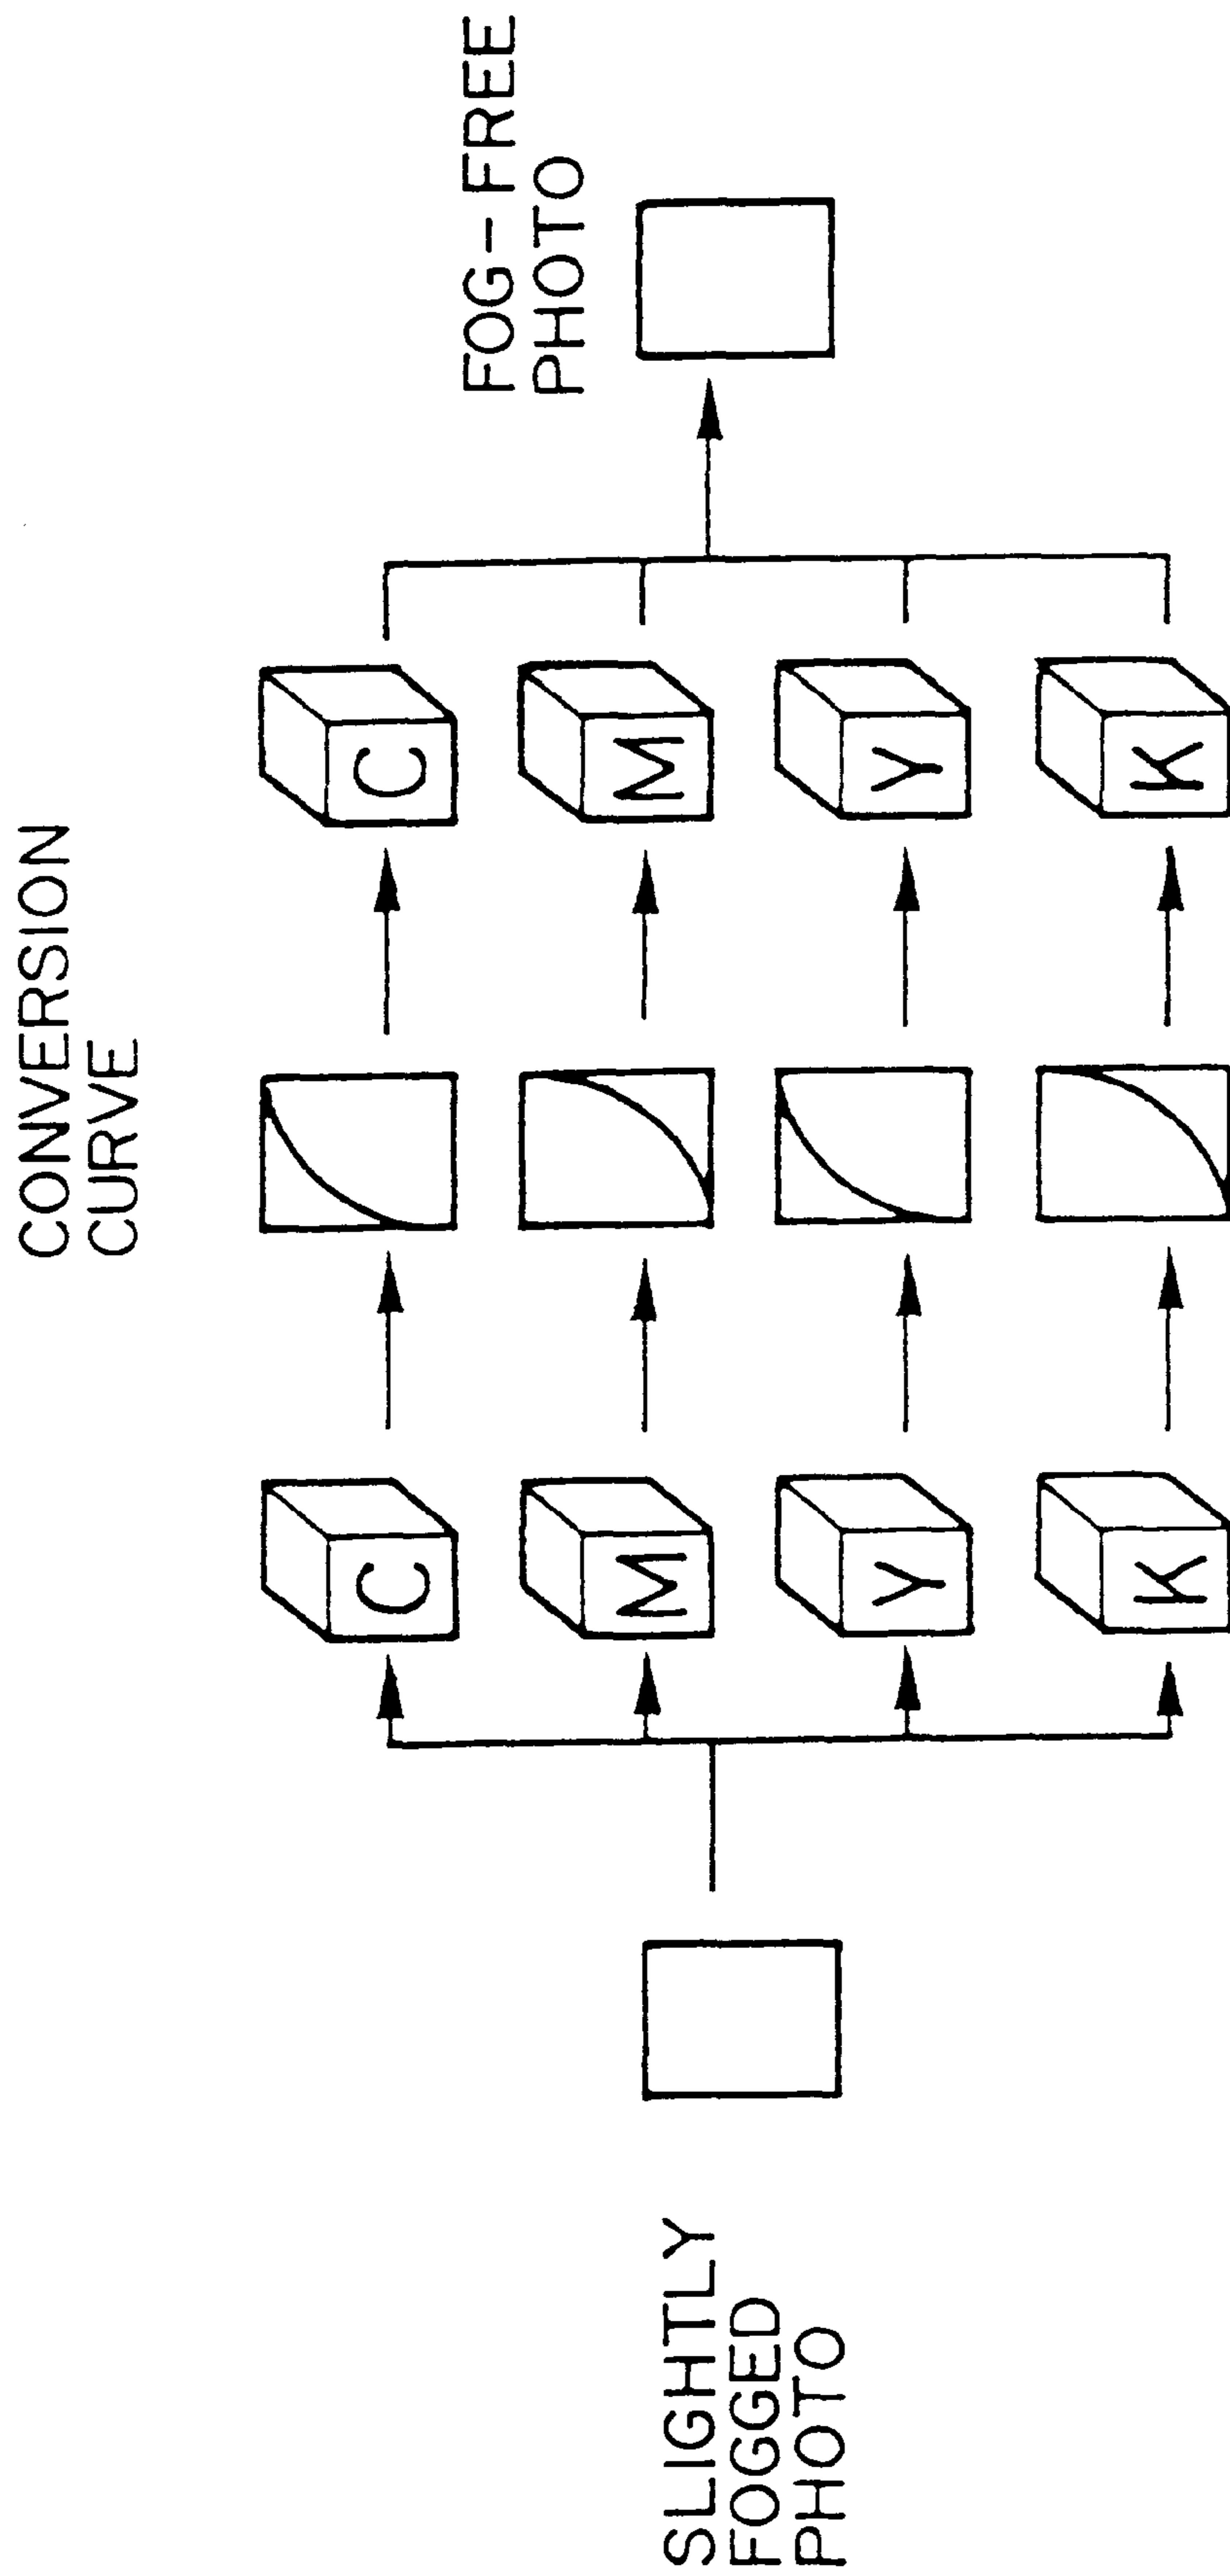 CONVERSION
CURVE
FOG-FREE
PHOTO
C
C
M
M
SLIGHTLY
FOGGED
PHOTO
Y
Y
K
K